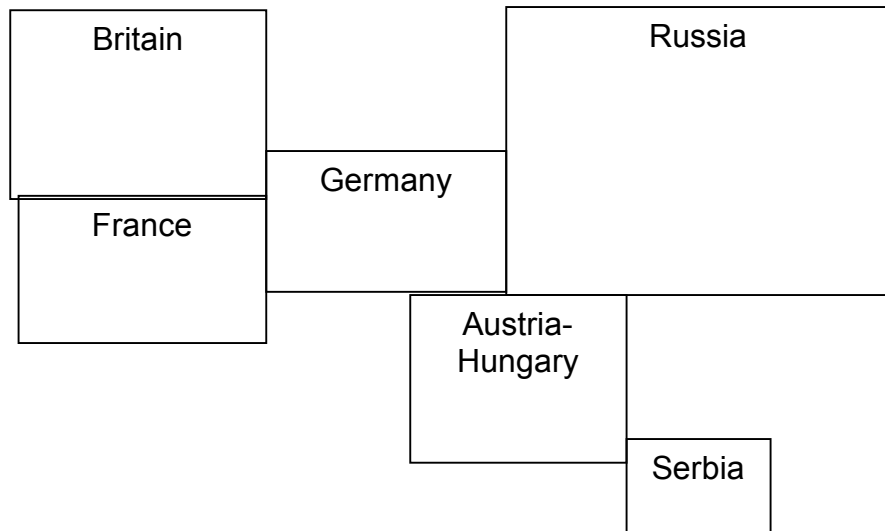 Britain
Russia
Germany
France
Austria-
Hungary
Serbia